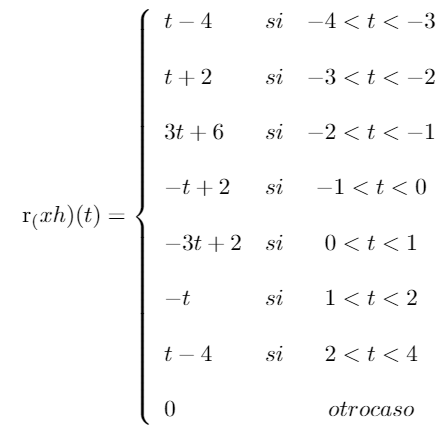 t − 4 si −4 < t < −3
t + 2 si −3 < t < −2
3t + 6 si −2 < t < −1
−t + 2 si −1 < t < 0
r₍xh)(t) =
−3t + 2 si 0 < t < 1
−t si 1 < t < 2
t − 4 si 2 < t < 4
0 otrocaso